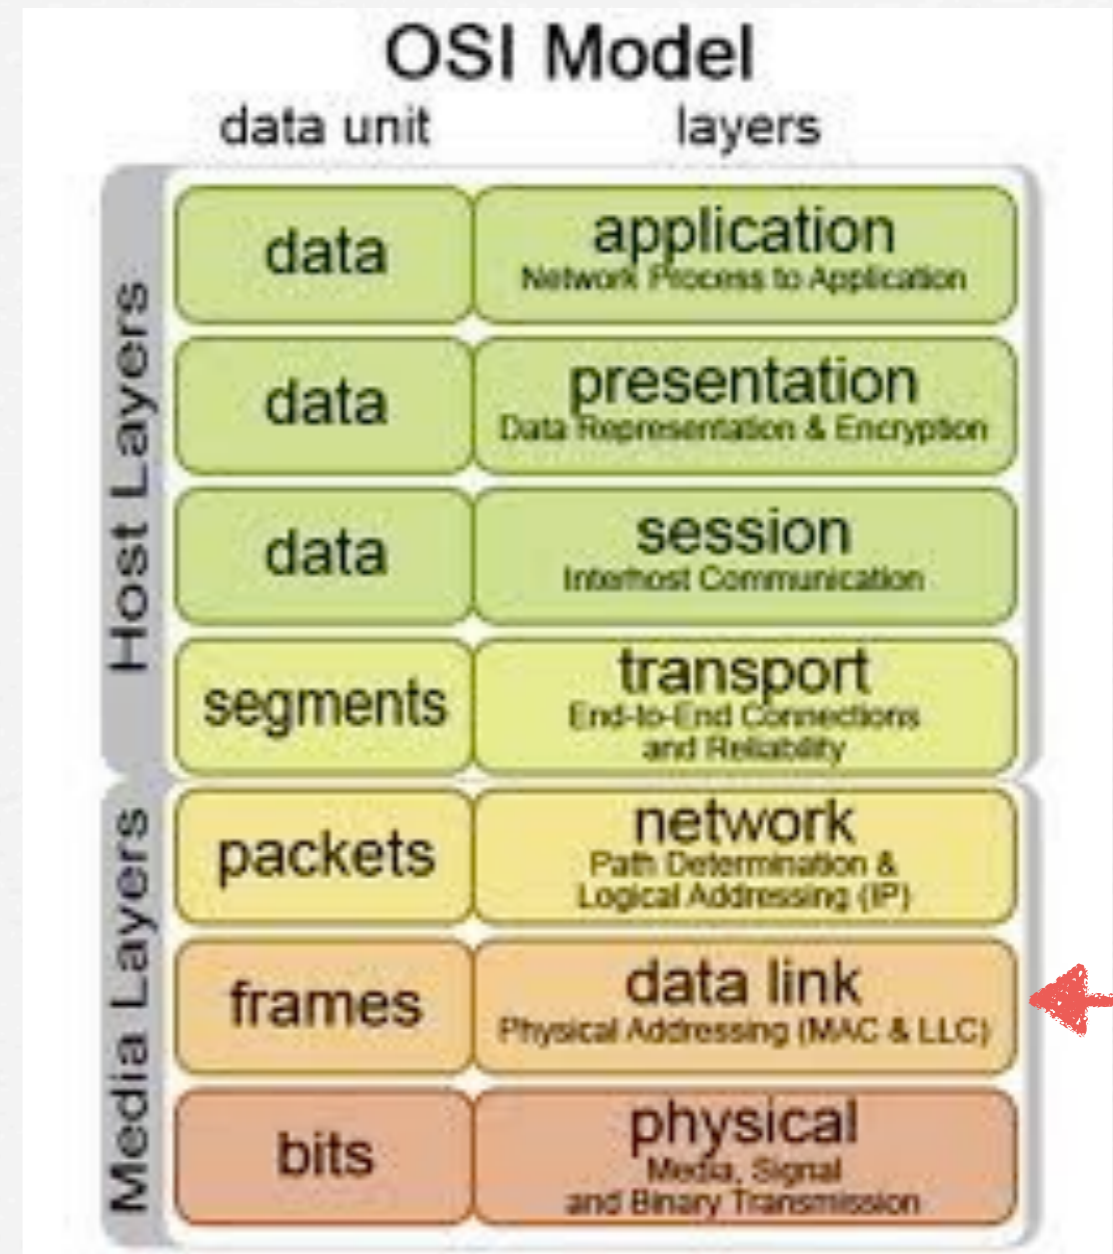 OSI Model
data unit layers
Host Layers
data
application
Network Process to Application
data
presentation
Data Representation & Encryption
data
session
Interhost Communication
segments
transport
End-to-End Connections
and Reliability
Media Layers
packets
network
Path Determination &
Logical Addressing (IP)
frames
data link
Physical Addressing (MAC & LLC)
bits
physical
Media, Signal
and Binary Transmission